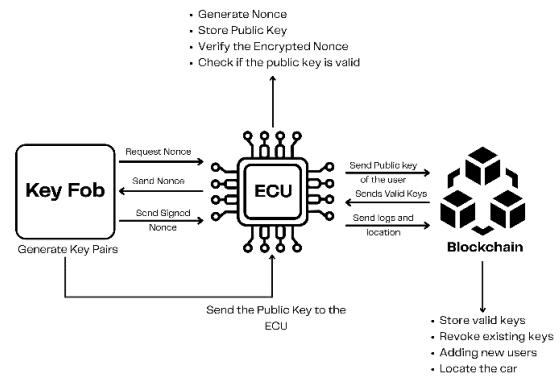 Generate Nonce
Store Public Key
Verify the Encrypted Nonce
Check if the public key is valid
Key Fob
Generate Key Pairs
Request Nonce
Send Nonce
Send Signed
Nonce
ECU
Send Public key
of the user
Sends Valid Keys
Send logs and
location
Blockchain
Send the Public Key to the
ECU
Store valid keys
Revoke existing keys
Adding new users
Locate the car